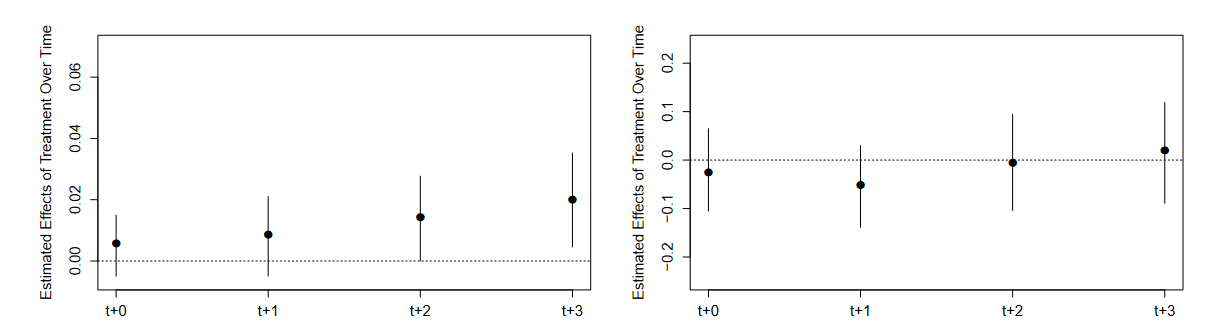 Estimated Effects of Treatment Over Time
0.06
0.04
0.02
0.00
t+0 t+1 t+2 t+3
Estimated Effects of Treatment Over Time
0.2
0.1
0.0
−0.1
−0.2
t+0 t+1 t+2 t+3